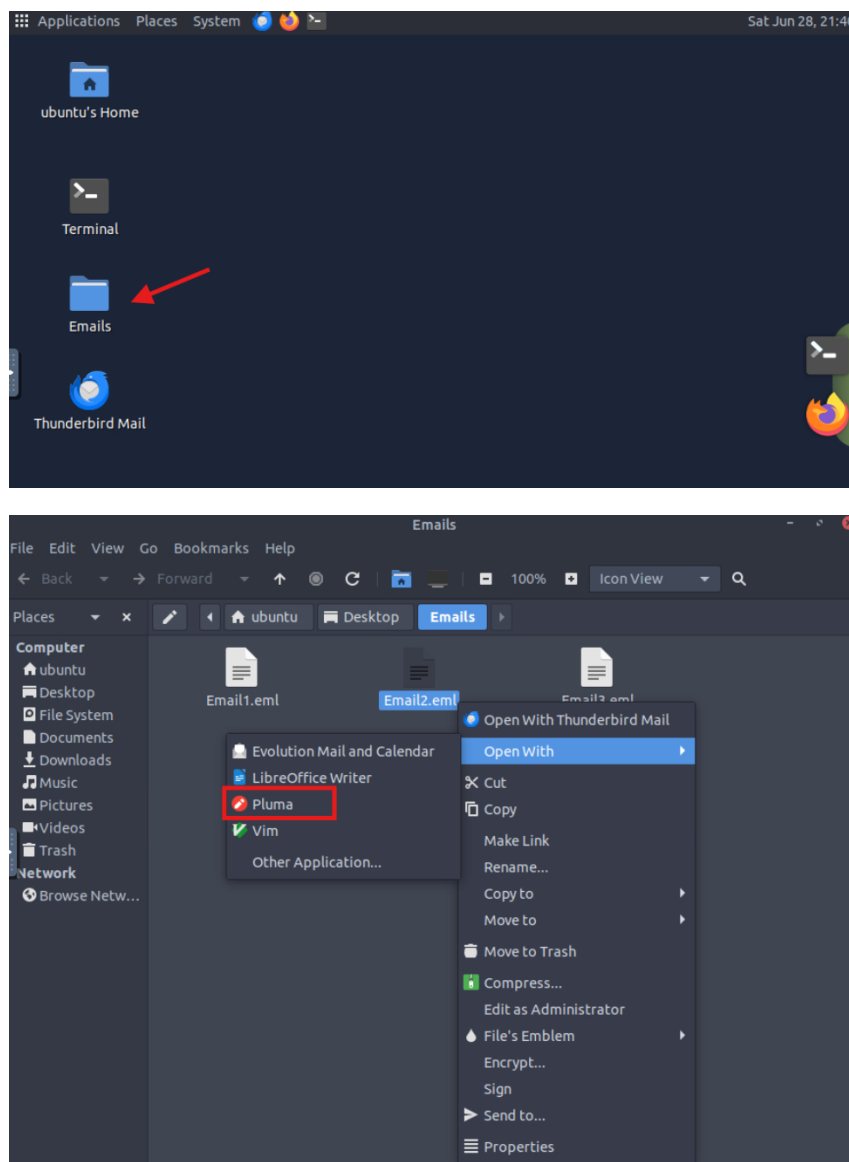 Applications Places System Sat Jun 28, 21:4
ubuntu's Home
Terminal
Emails
Thunderbird Mail
Emails
File Edit View Go Bookmarks Help
Back Forward 100% Icon View
Places ubuntu Desktop Emails
Computer
ubuntu
Desktop
File System
Documents
Downloads
Music
Pictures
Videos
Trash
Network
Browse Netw...
Email1.eml Email2.eml Email3.eml
Open With Thunderbird Mail
Open With
Evolution Mail and Calendar
LibreOffice Writer
Pluma
Vim
Other Application...
Cut
Copy
Make Link
Rename...
Copy to
Move to
Move to Trash
Compress...
Edit as Administrator
File's Emblem
Encrypt...
Sign
Send to...
Properties